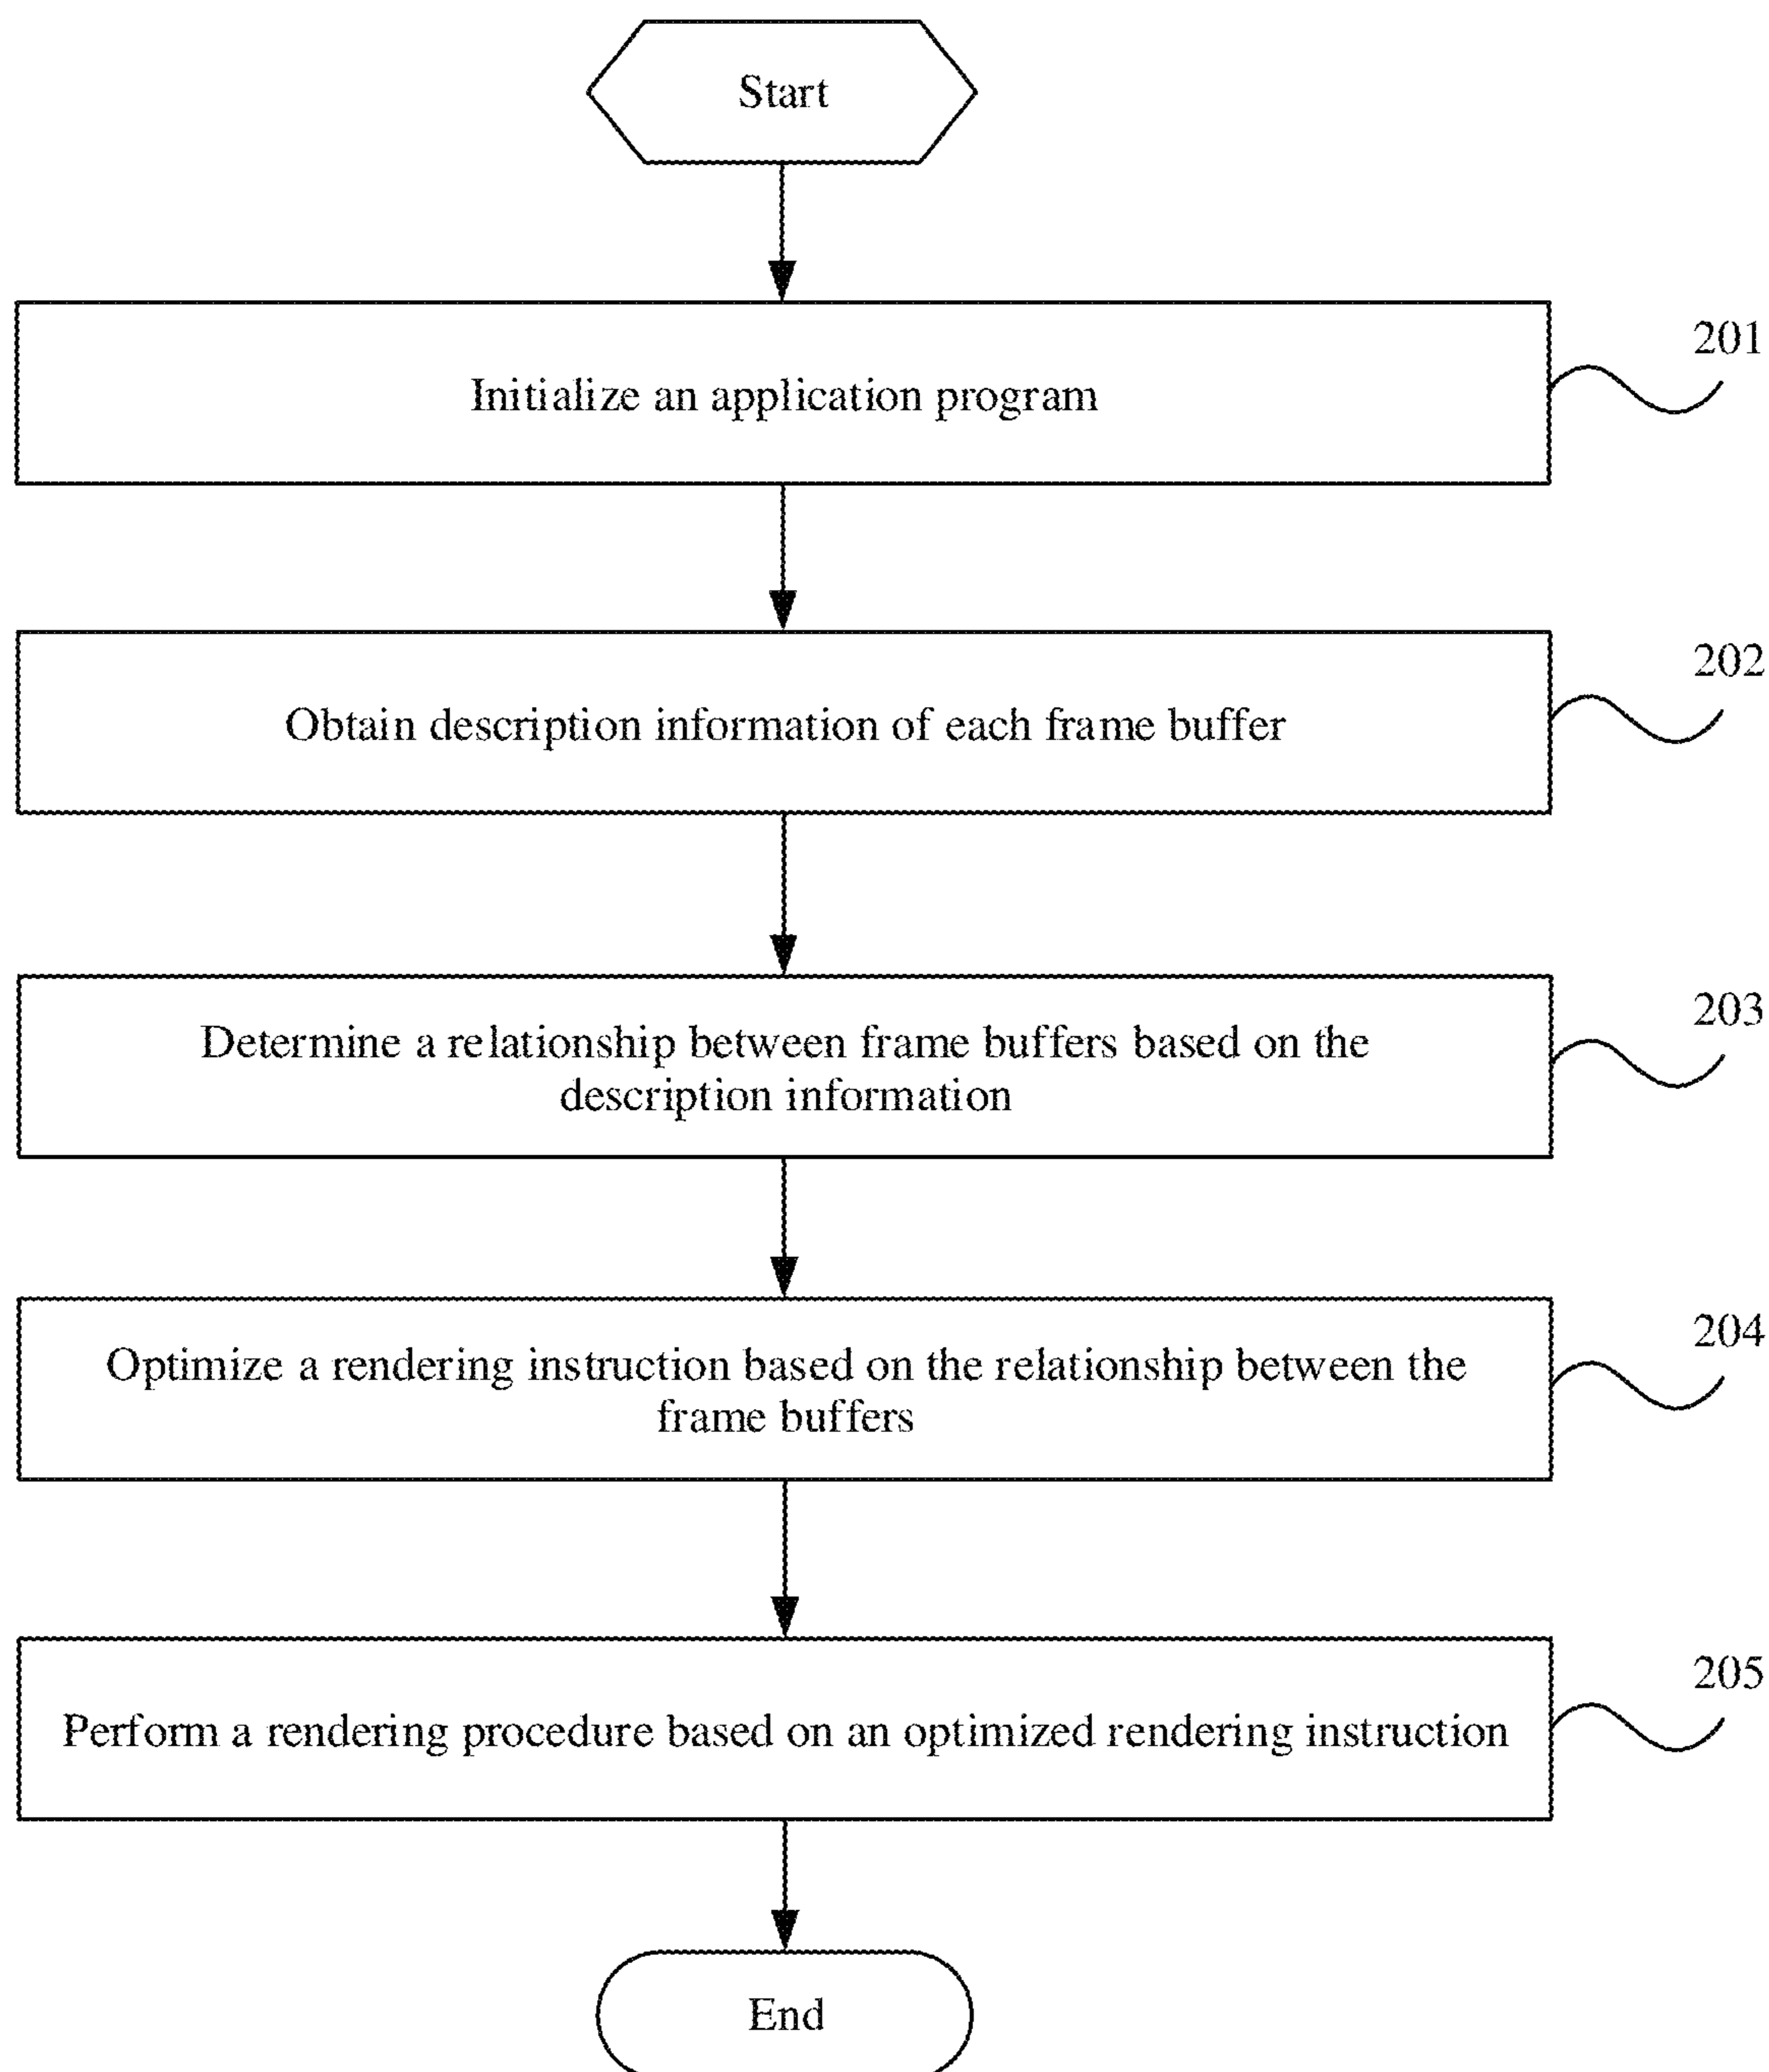 Start
201
Initialize an application program
202
Obtain description information of each frame buffer
203
Determine a relationship between frame buffers based on the
description information
204
Optimize a rendering instruction based on the relationship between the
frame buffers
205
Perform a rendering procedure based on an optimized rendering instruction
End